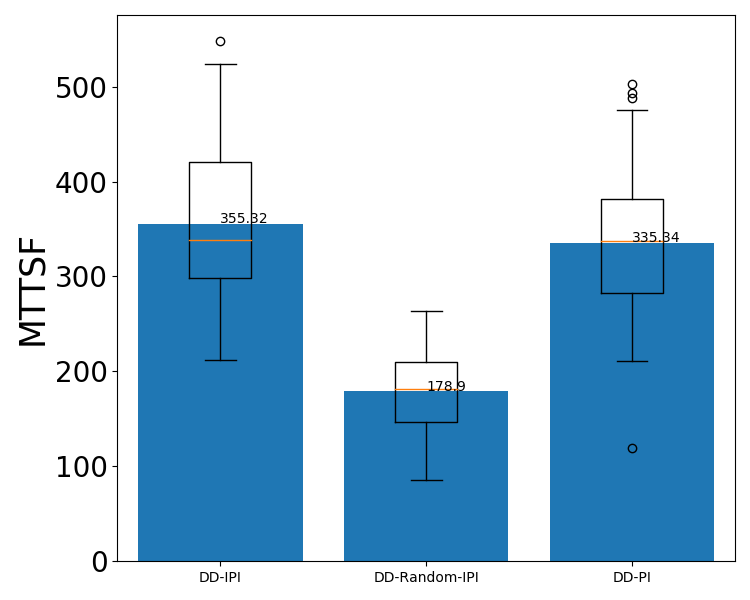 MTTSF
500
400
300
200
100
0
355.32
178.9
335.34
DD-IPI
DD-Random-IPI
DD-PI